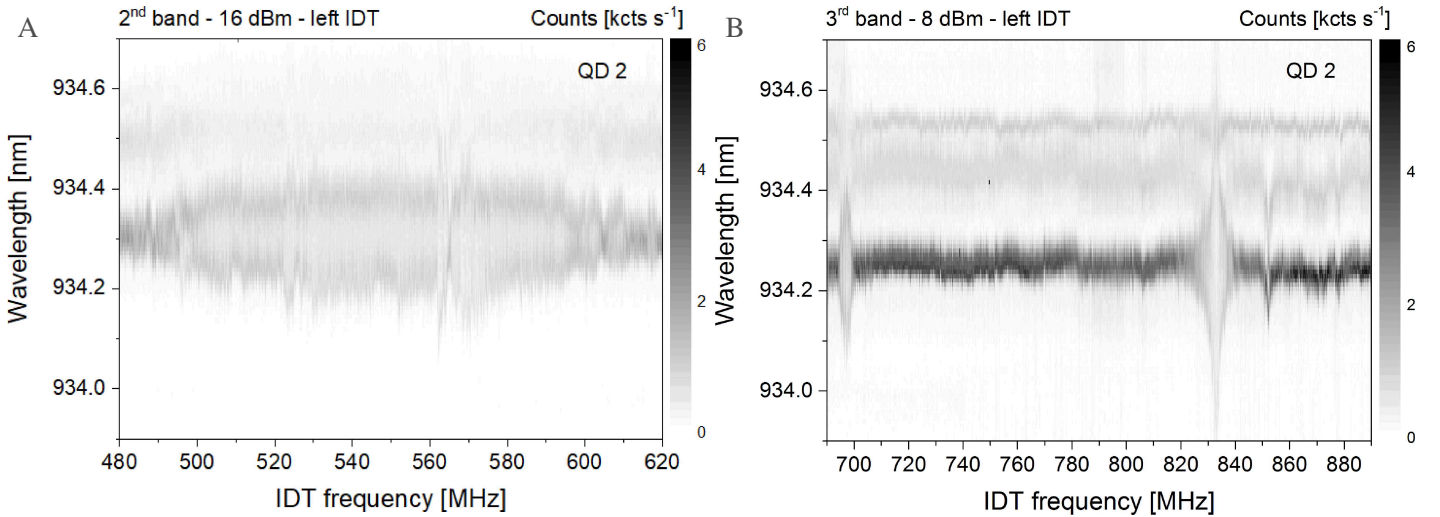 A
2nd band - 16 dBm - left IDT
Counts [kcts s⁻¹]
QD 2
Wavelength [nm]
934.6
934.4
934.2
934.0
480 500 520 540 560 580 600 620
IDT frequency [MHz]
6
4
2
0
B
3rd band - 8 dBm - left IDT
Counts [kcts s⁻¹]
QD 2
Wavelength [nm]
934.6
934.4
934.2
934.0
700 720 740 760 780 800 820 840 860 880
IDT frequency [MHz]
6
4
2
0